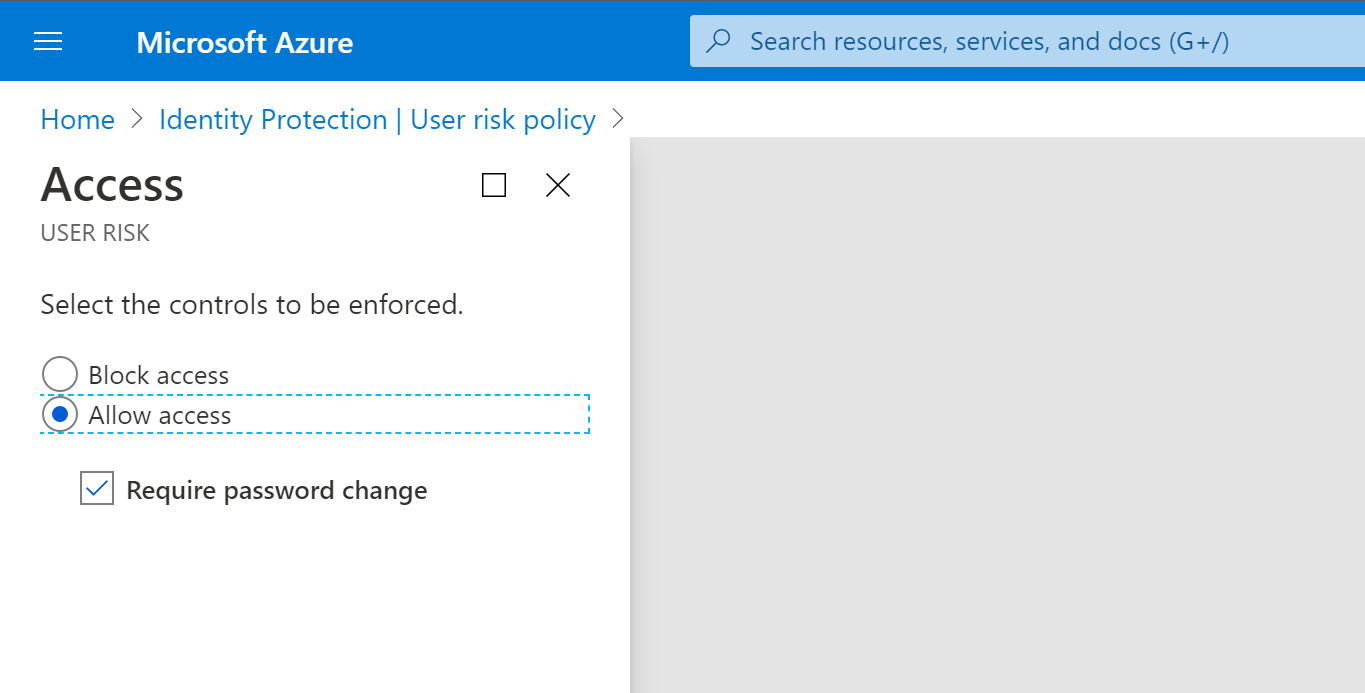 Microsoft Azure
Search resources, services, and docs (G+/)
Home > Identity Protection | User risk policy >
Access
USER RISK
Select the controls to be enforced.
Block access
Allow access
Require password change